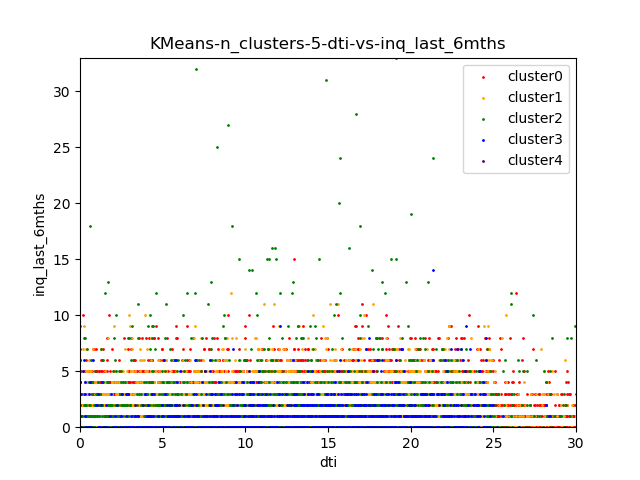 KMeans-n_clusters-5-dti-vs-inq_last_6mths
cluster0
cluster1
cluster2
cluster3
cluster4
inq_last_6mths
30
25
20
15
10
5
0
0 5 10 15 20 25 30
dti